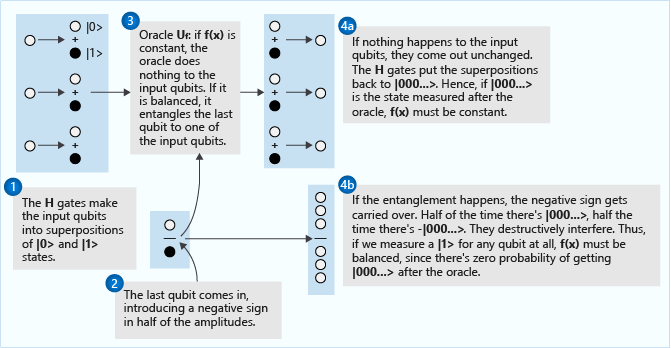 |0>
+
|1>
+
+
3
Oracle Uf: if f(x) is
constant, the
oracle does
nothing to the
input qubits. If it
is balanced, it
entangles the last
qubit to one of
the input qubits.
+
+
+
4a
If nothing happens to the input
qubits, they come out unchanged.
The H gates put the superpositions
back to |000...>. Hence, if |000...>
is the state measured after the
oracle, f(x) must be constant.
1
The H gates make
the input qubits
into superpositions
of |0> and |1>
states.
2
The last qubit comes in,
introducing a negative sign
in half of the amplitudes.
4b
If the entanglement happens, the negative sign gets
carried over. Half of the time there's |000...>, half the
time there's -|000...>. They destructively interfere. Thus,
if we measure a |1> for any qubit at all, f(x) must be
balanced, since there's zero probability of getting
|000...> after the oracle.